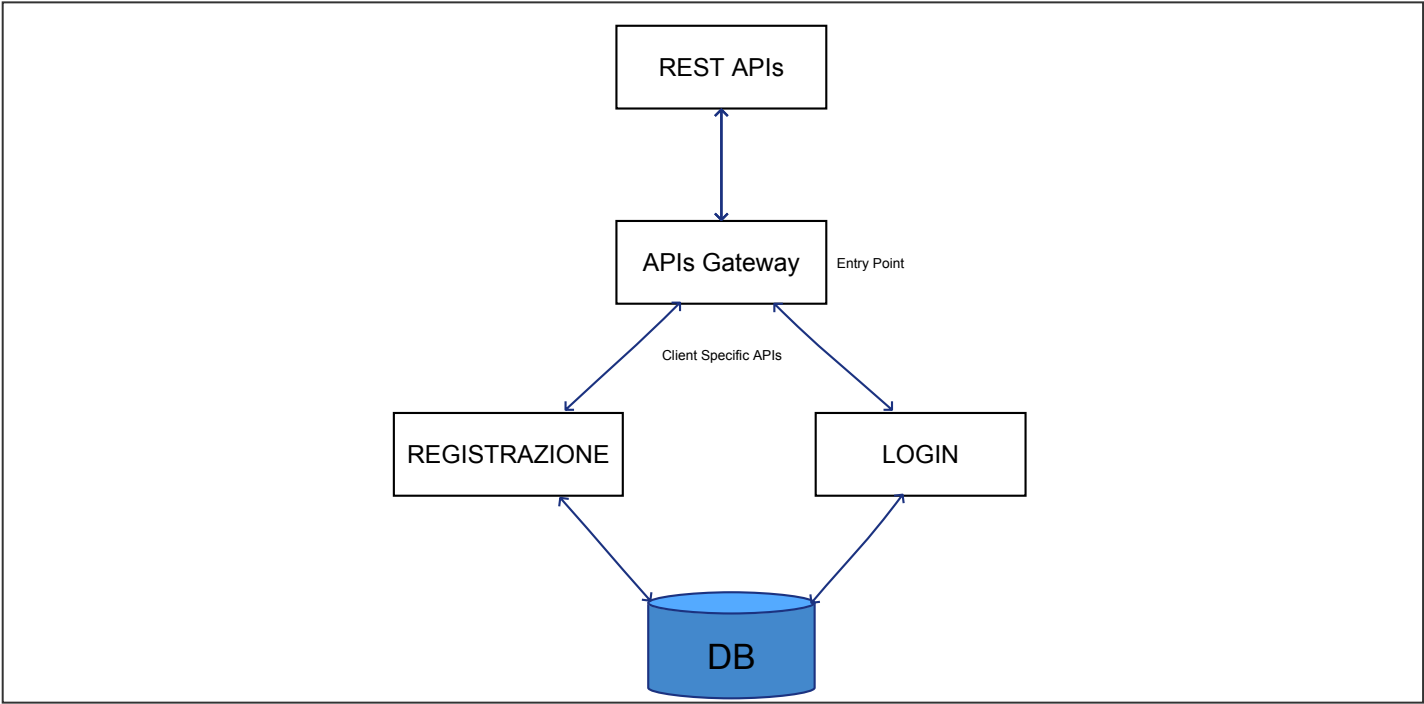 REST APIs
APIs Gateway
Entry Point
Client Specific APIs
REGISTRAZIONE
LOGIN
DB